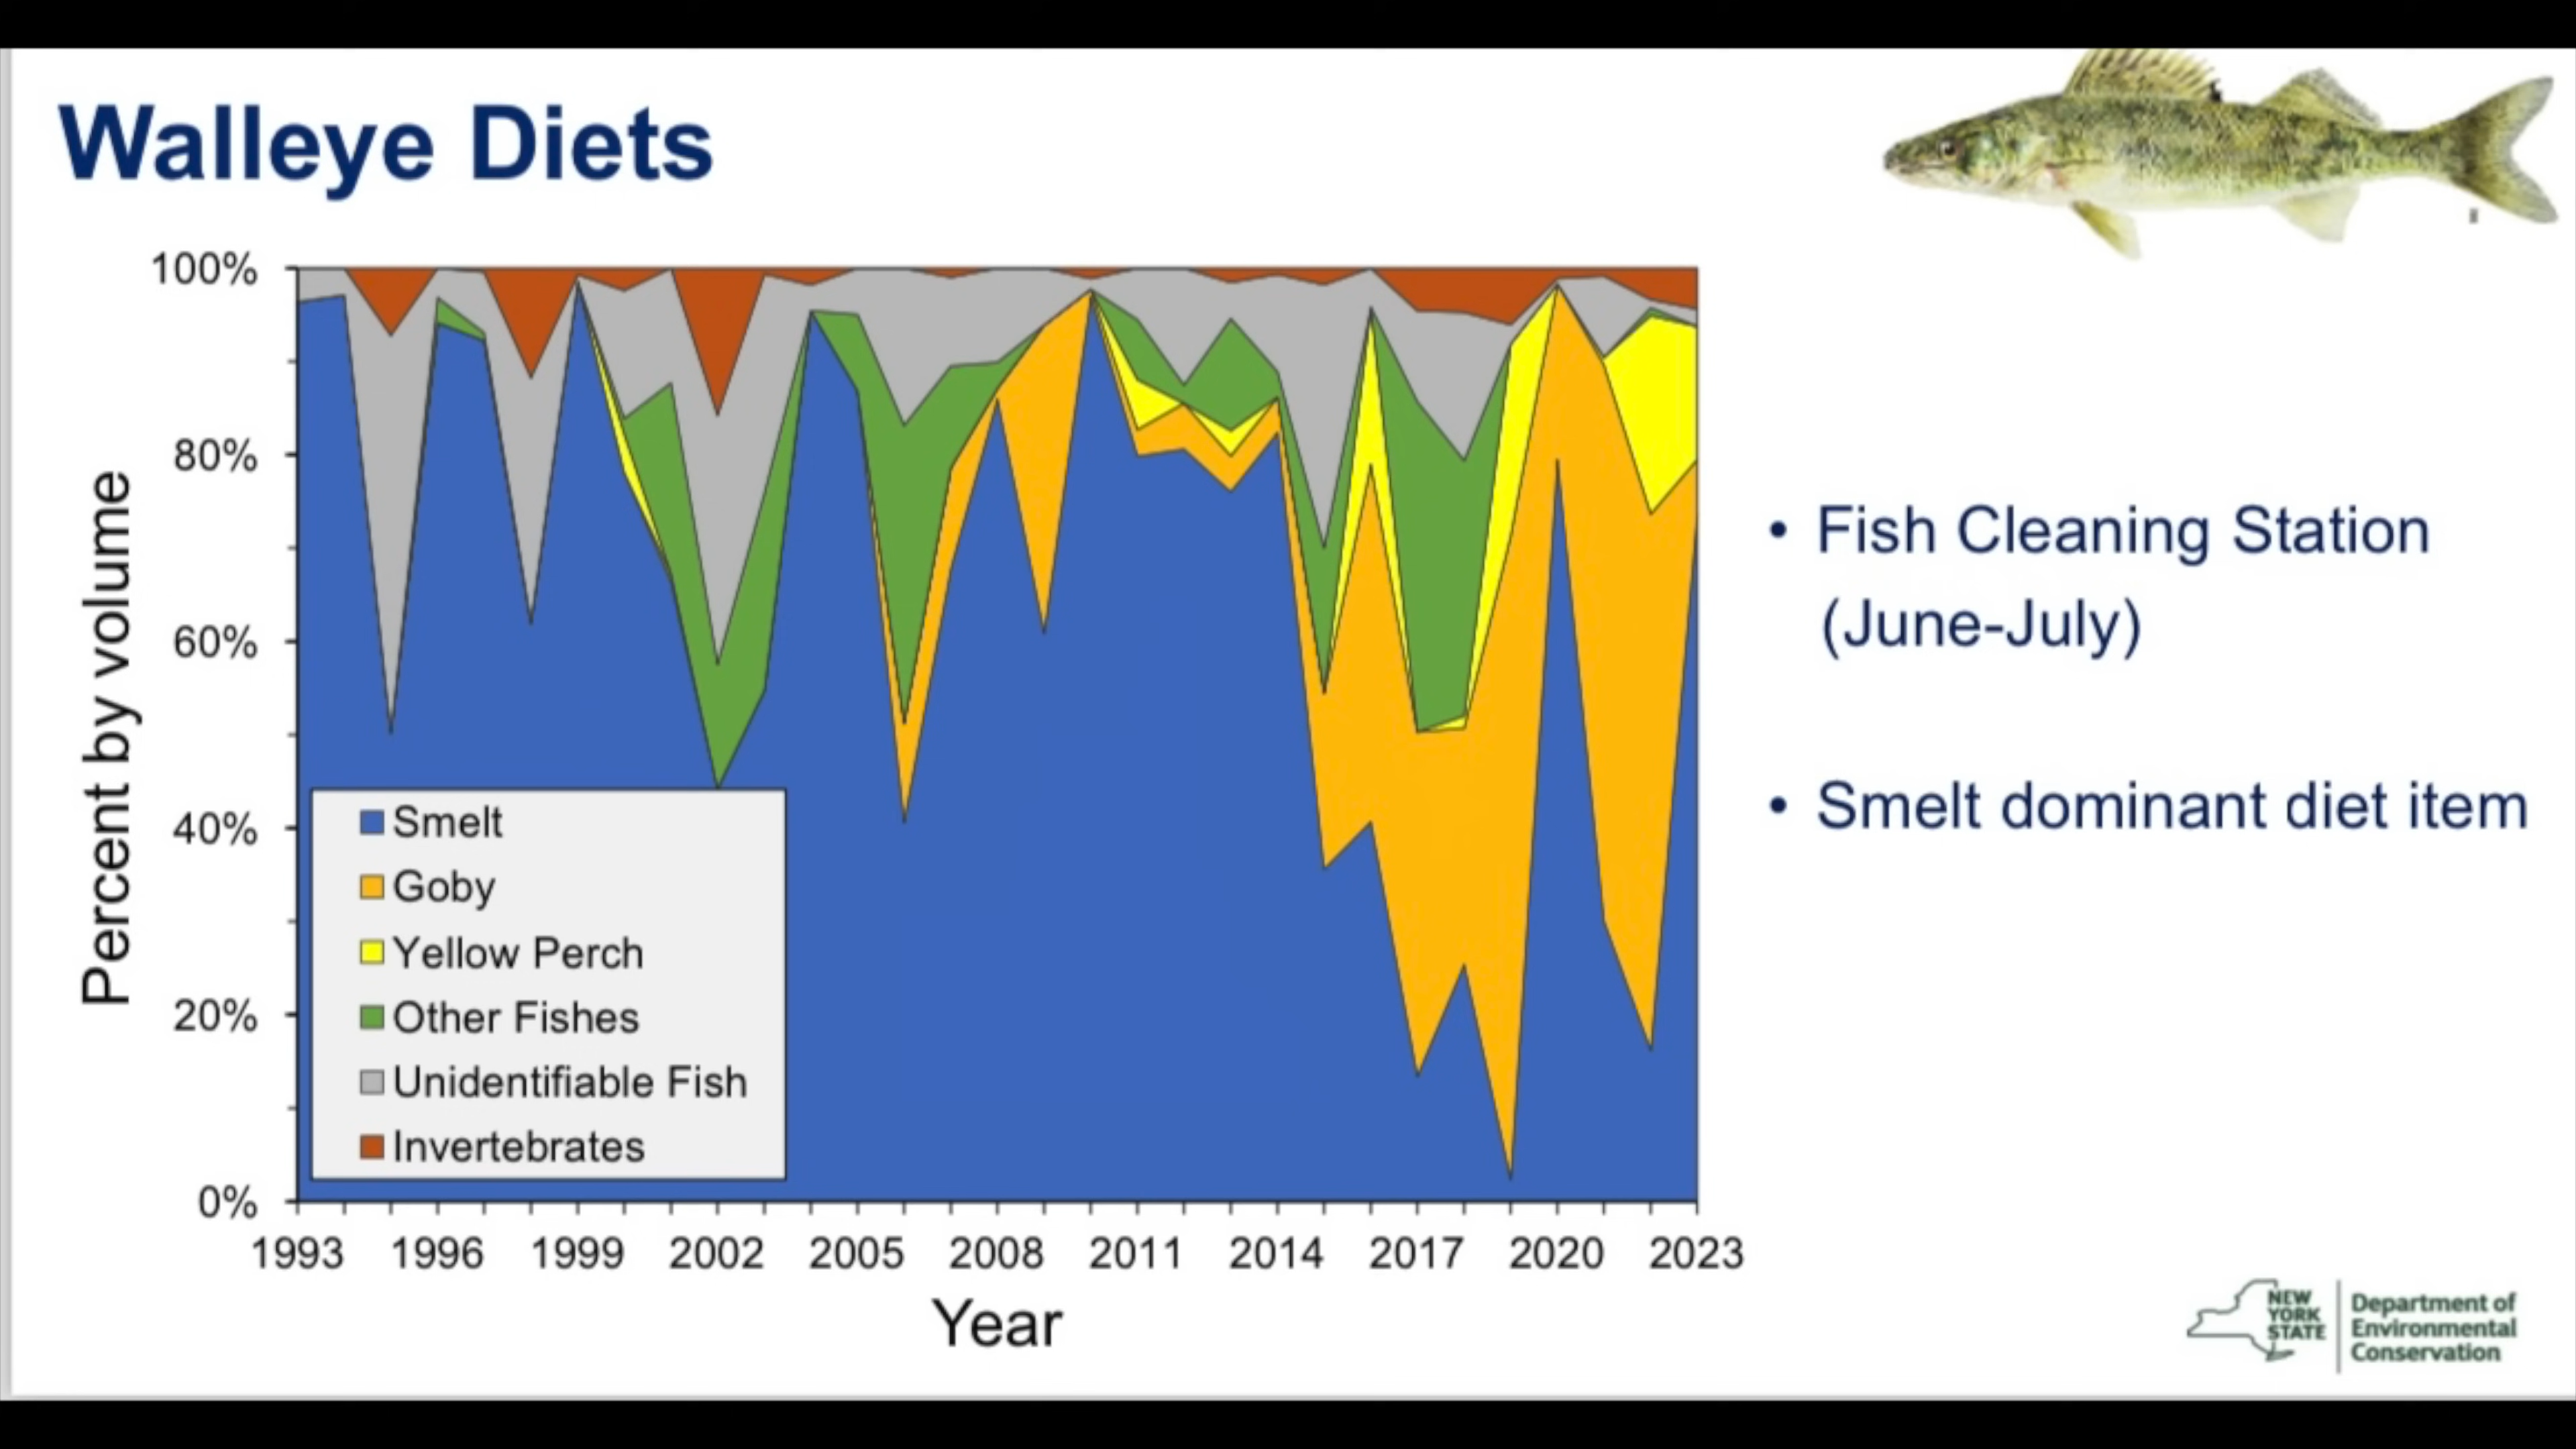 Walleye Diets
100%
80%
60%
40%
20%
0%
Percent by volume
Smelt
Goby
Yellow Perch
Other Fishes
Unidentifiable Fish
Invertebrates
1993 1996 1999 2002 2005 2008 2011 2014 2017 2020 2023
Year
• Fish Cleaning Station
(June-July)
• Smelt dominant diet item
NEW
YORK
STATE
Department of
Environmental
Conservation